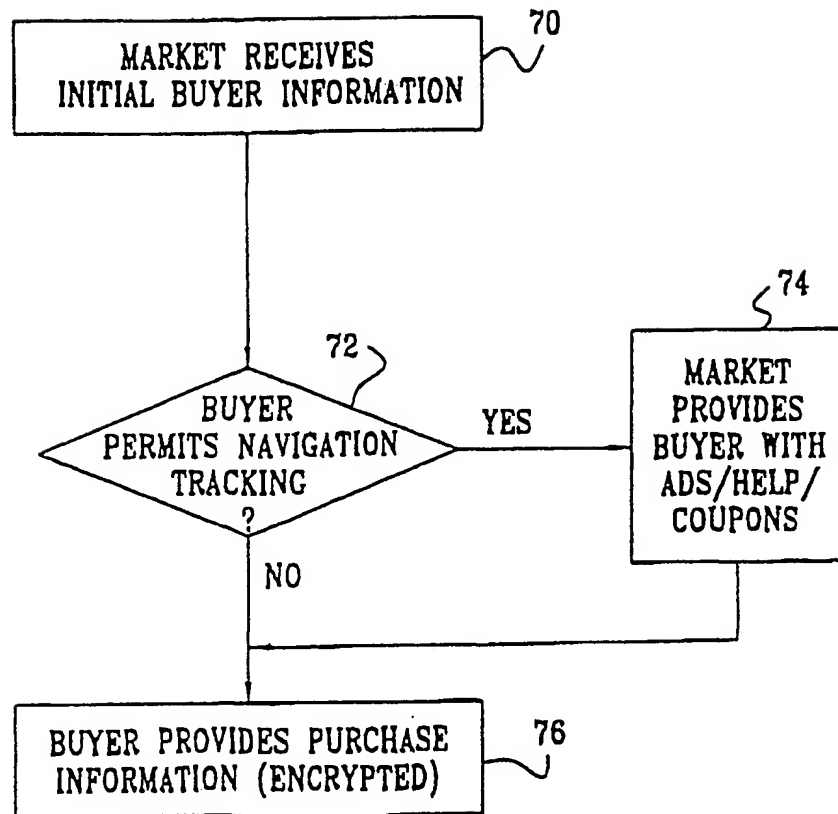 70
MARKET RECEIVES
INITIAL BUYER INFORMATION
72
BUYER
PERMITS NAVIGATION
TRACKING
?
YES
NO
74
MARKET
PROVIDES
BUYER WITH
ADS/HELP/
COUPONS
BUYER PROVIDES PURCHASE
INFORMATION (ENCRYPTED)
76